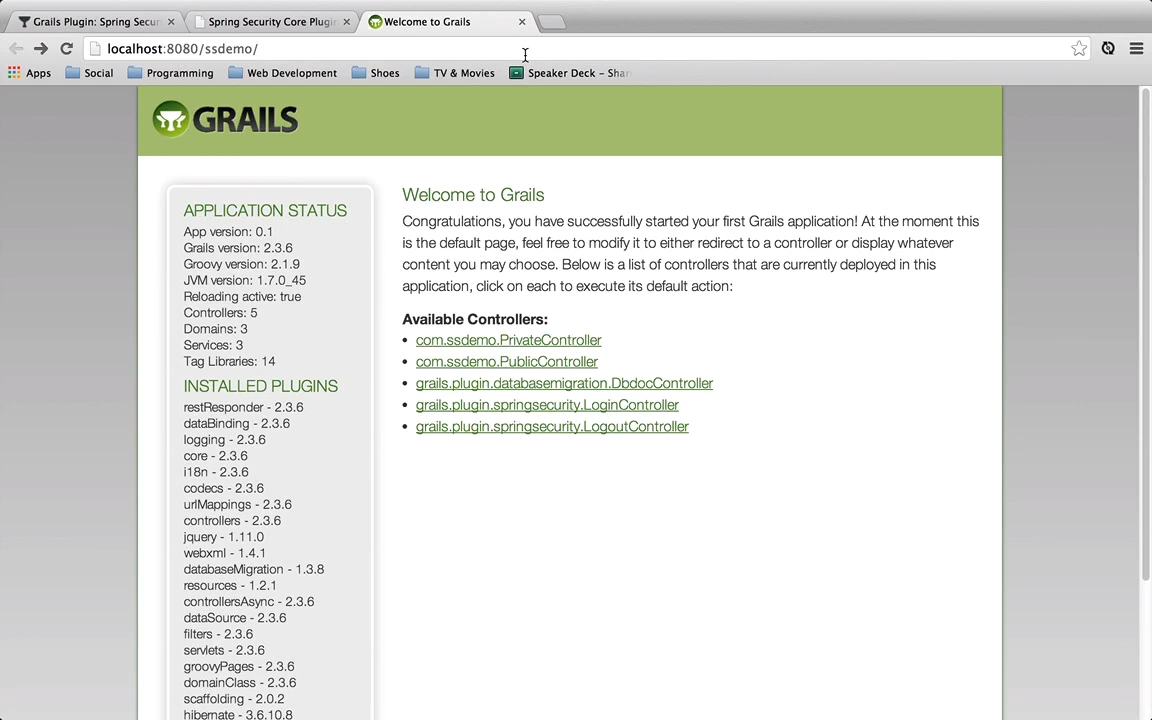 Grails Plugin: Spring Secur
Spring Security Core Plugin
Welcome to Grails
localhost:8080/ssdemo/
Apps
Social
Programming
Web Development
Shoes
TV & Movies
Speaker Deck – Shar
GRAILS
APPLICATION STATUS
App version: 0.1
Grails version: 2.3.6
Groovy version: 2.1.9
JVM version: 1.7.0_45
Reloading active: true
Controllers: 5
Domains: 3
Services: 3
Tag Libraries: 14
INSTALLED PLUGINS
restResponder - 2.3.6
dataBinding - 2.3.6
logging - 2.3.6
core - 2.3.6
i18n - 2.3.6
codecs - 2.3.6
urlMappings - 2.3.6
controllers - 2.3.6
jquery - 1.11.0
webxml - 1.4.1
databaseMigration - 1.3.8
resources - 1.2.1
controllersAsync - 2.3.6
dataSource - 2.3.6
filters - 2.3.6
servlets - 2.3.6
groovyPages - 2.3.6
domainClass - 2.3.6
scaffolding - 2.0.2
hibernate - 3.6.10.8
Welcome to Grails
Congratulations, you have successfully started your first Grails application! At the moment this
is the default page, feel free to modify it to either redirect to a controller or display whatever
content you may choose. Below is a list of controllers that are currently deployed in this
application, click on each to execute its default action:
Available Controllers:
• com.ssdemo.PrivateController
• com.ssdemo.PublicController
• grails.plugin.databasemigration.DbdocController
• grails.plugin.springsecurity.LoginController
• grails.plugin.springsecurity.LogoutController